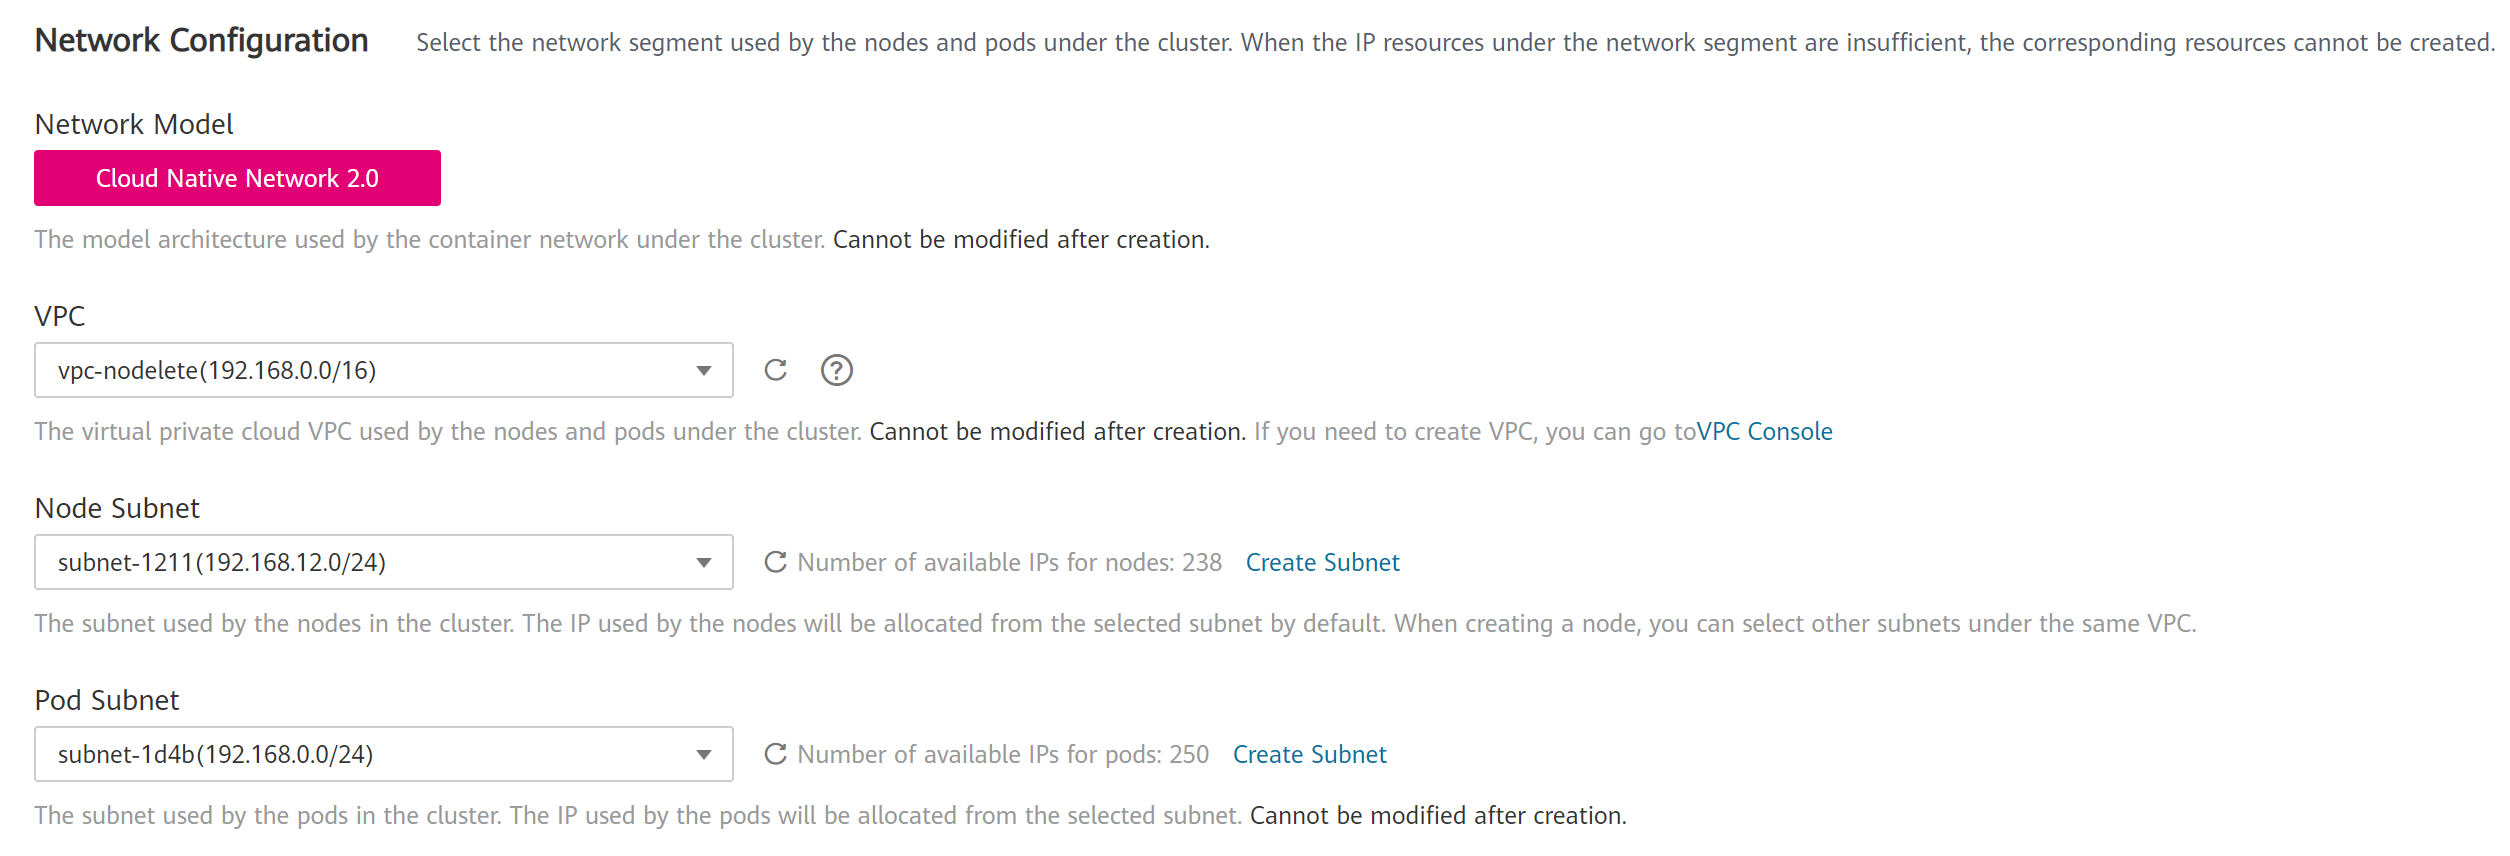 Network Configuration Select the network segment used by the nodes and pods under the cluster. When the IP resources under the network segment are insufficient, the corresponding resources cannot be created.
Network Model
Cloud Native Network 2.0
The model architecture used by the container network under the cluster. Cannot be modified after creation.
VPC
vpc-nodelete(192.168.0.0/16)
The virtual private cloud VPC used by the nodes and pods under the cluster. Cannot be modified after creation. If you need to create VPC, you can go toVPC Console
Node Subnet
subnet-1211(192.168.12.0/24) Number of available IPs for nodes: 238 Create Subnet
The subnet used by the nodes in the cluster. The IP used by the nodes will be allocated from the selected subnet by default. When creating a node, you can select other subnets under the same VPC.
Pod Subnet
subnet-1d4b(192.168.0.0/24) Number of available IPs for pods: 250 Create Subnet
The subnet used by the pods in the cluster. The IP used by the pods will be allocated from the selected subnet. Cannot be modified after creation.